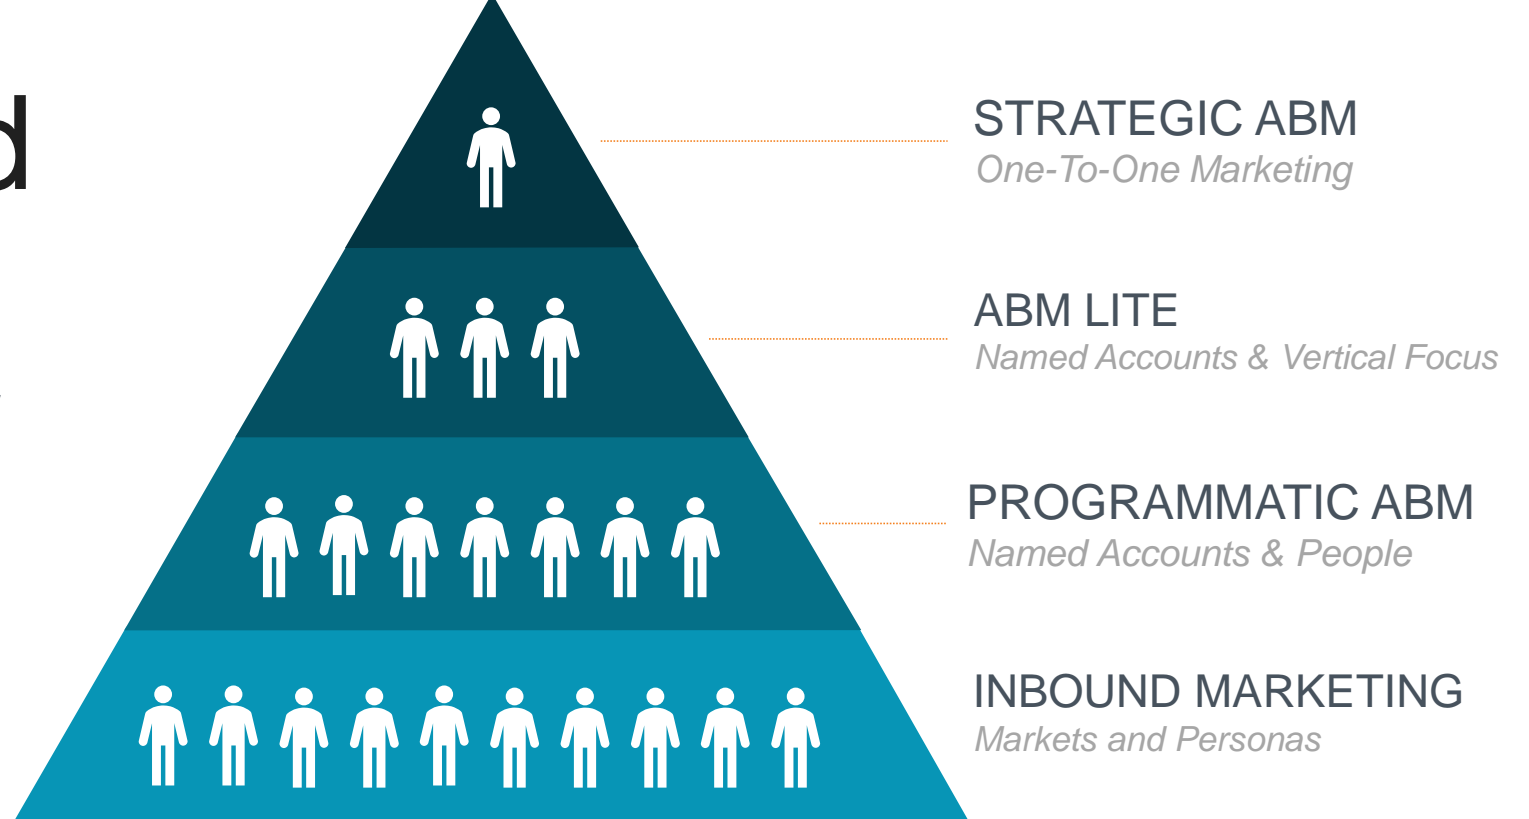 d
STRATEGIC ABM
One-To-One Marketing
ABM LITE
Named Accounts & Vertical Focus
PROGRAMMATIC ABM
Named Accounts & People
INBOUND MARKETING
Markets and Personas